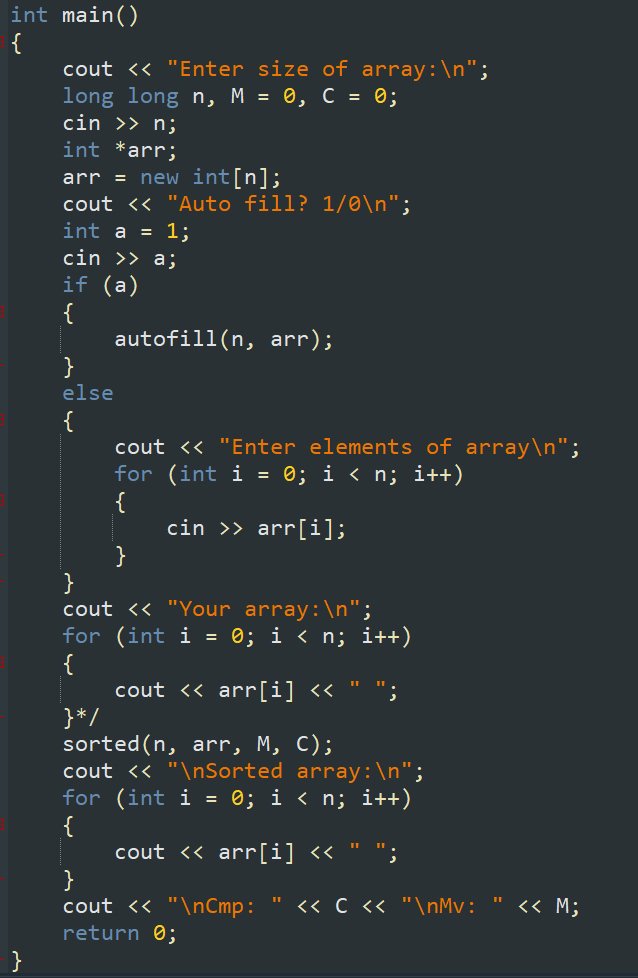 int main()
{
    cout << "Enter size of array:\n";
    long long n, M = 0, C = 0;
    cin >> n;
    int *arr;
    arr = new int[n];
    cout << "Auto fill? 1/0\n";
    int a = 1;
    cin >> a;
    if (a)
    {
        autofill(n, arr);
    }
    else
    {
        cout << "Enter elements of array\n";
        for (int i = 0; i < n; i++)
        {
            cin >> arr[i];
        }
    }
    cout << "Your array:\n";
    for (int i = 0; i < n; i++)
    {
        cout << arr[i] << " ";
    }*/
    sorted(n, arr, M, C);
    cout << "\nSorted array:\n";
    for (int i = 0; i < n; i++)
    {
        cout << arr[i] << " ";
    }
    cout << "\nCmp: " << C << "\nMv: " << M;
    return 0;
}